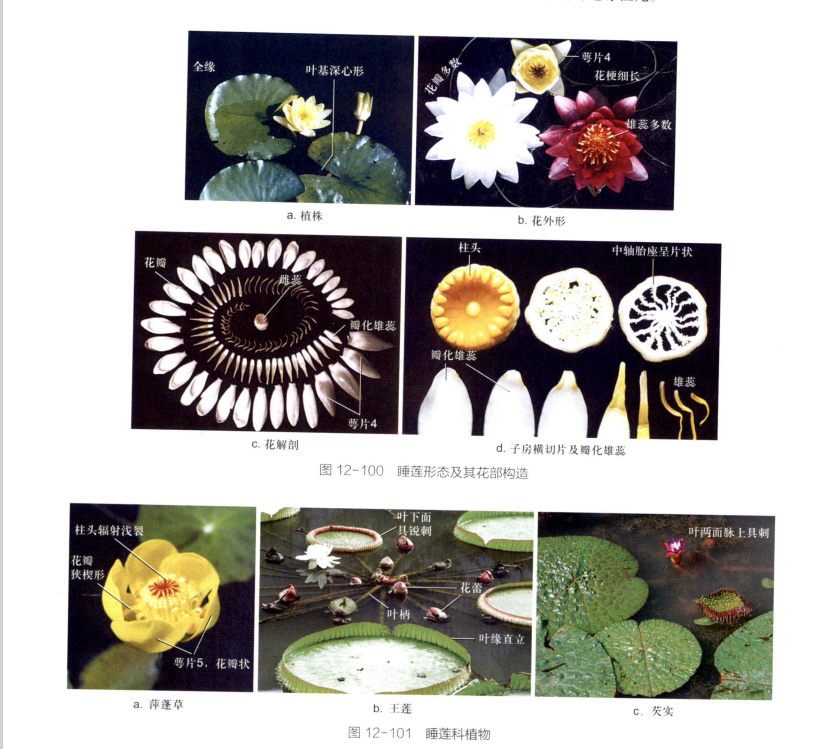 全缘
叶基深心形
a. 植株
花瓣多数
萼片4
花梗细长
雄蕊多数
b. 花外形
花瓣
雌蕊
瓣化雄蕊
萼片4
c. 花解剖
柱头
中轴胎座呈片状
瓣化雄蕊
雄蕊
d. 子房横切片及瓣化雄蕊
图 12-100 睡莲形态及其花部构造
柱头辐射浅裂
花瓣
狭楔形
萼片5，花瓣状
a. 萍蓬草
叶下面
具锐刺
花蕾
叶柄
叶缘直立
b. 王莲
叶两面脉上具刺
c. 芡实
图 12-101 睡莲科植物